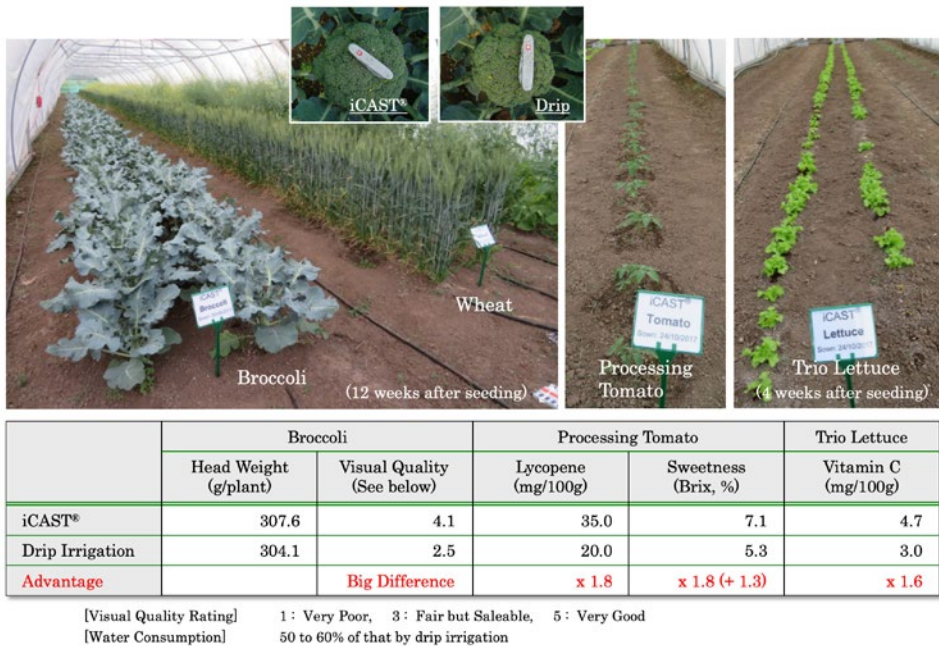 iCAST®
Drip
iCAST®
Broccoli
Wheat
Broccoli
(12 weeks after seeding)
iCAST®
Tomato
Sown: 24/10/2017
Processing
Tomato
iCAST®
Lettuce
Sown: 24/10/2017
Trio Lettuce
(4 weeks after seeding)
Broccoli Processing Tomato Trio Lettuce
Head Weight (g/plant) Visual Quality (See below) Lycopene (mg/100g) Sweetness (Brix, %) Vitamin C (mg/100g)
iCAST® 307.6 4.1 35.0 7.1 4.7
Drip Irrigation 304.1 2.5 20.0 5.3 3.0
Advantage Big Difference x 1.8 x 1.8 (+ 1.3) x 1.6
[Visual Quality Rating] 1 : Very Poor, 3 : Fair but Saleable, 5 : Very Good
[Water Consumption] 50 to 60% of that by drip irrigation